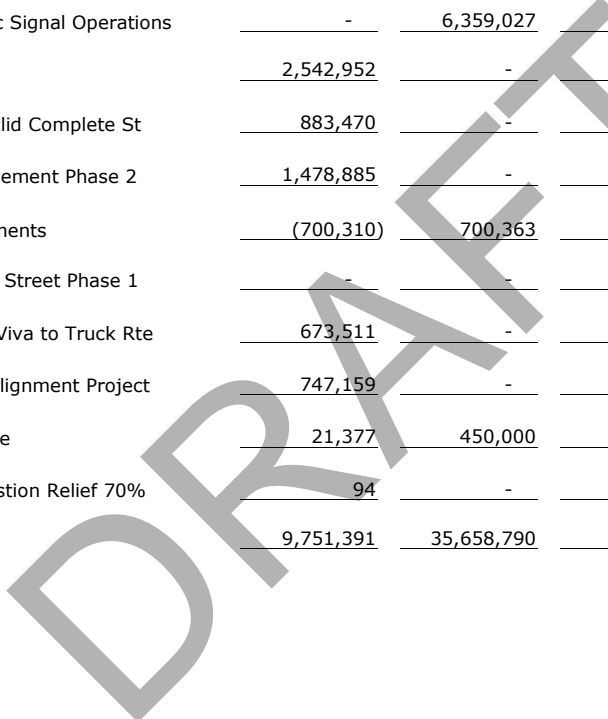 c Signal Operations - 6,359,027
2,542,952 -
lid Complete St 883,470 -
ement Phase 2 1,478,885 -
nents (700,310) 700,363
Street Phase 1 - -
Viva to Truck Rte 673,511 -
lignment Project 747,159 -
e 21,377 450,000
stion Relief 70% 94 -
9,751,391 35,658,790
DRAFT